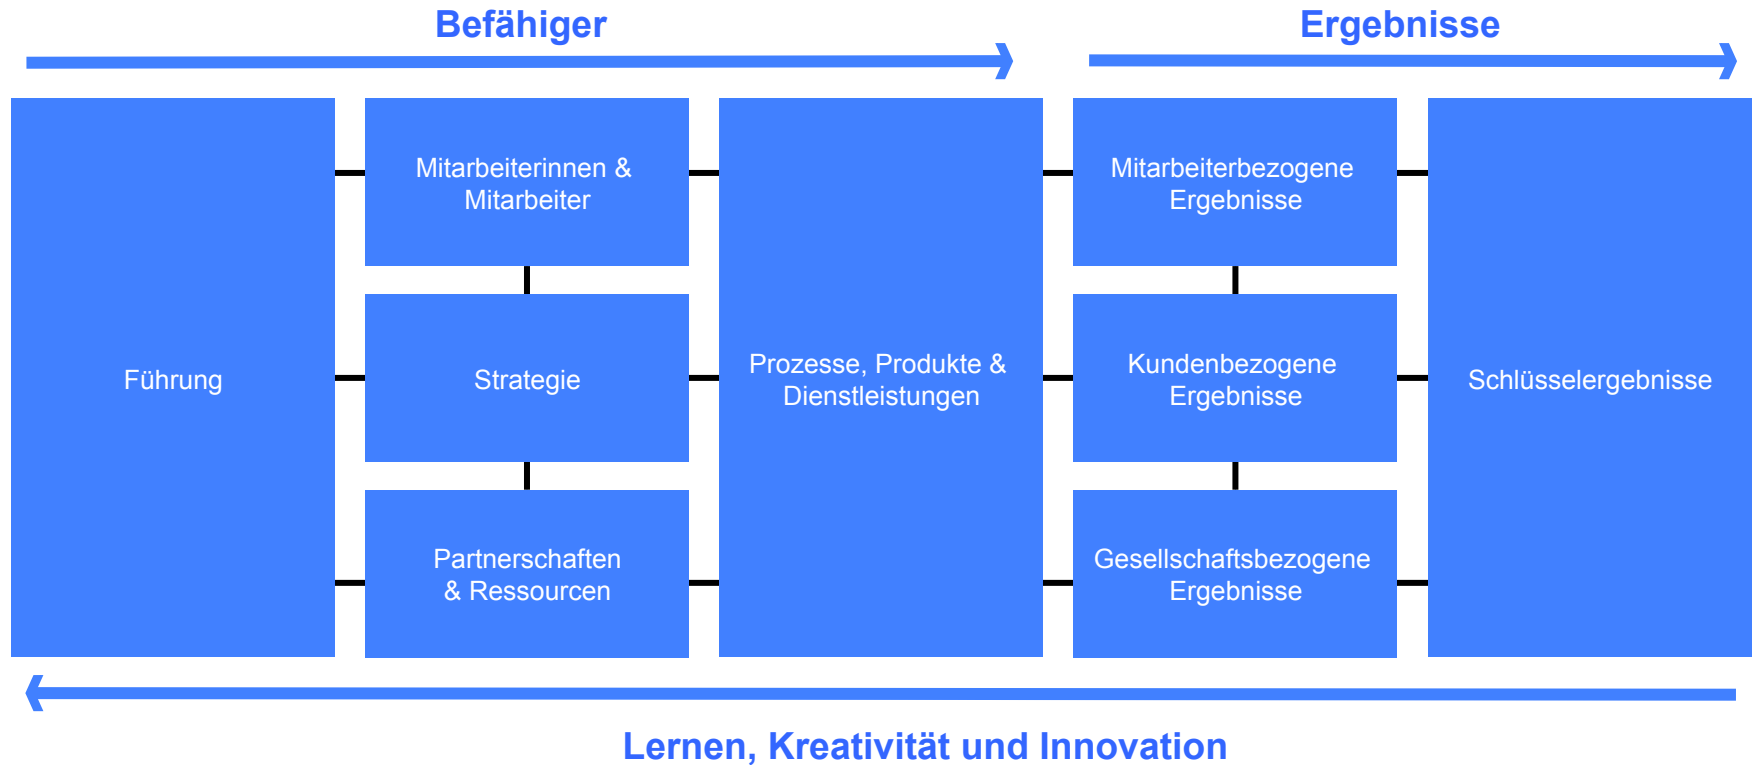 Befähiger
Ergebnisse
Führung
Mitarbeiterinnen &
Mitarbeiter
Strategie
Partnerschaften
& Ressourcen
Prozesse, Produkte &
Dienstleistungen
Mitarbeiterbezogene
Ergebnisse
Kundenbezogene
Ergebnisse
Gesellschaftsbezogene
Ergebnisse
Schlüsselergebnisse
Lernen, Kreativität und Innovation